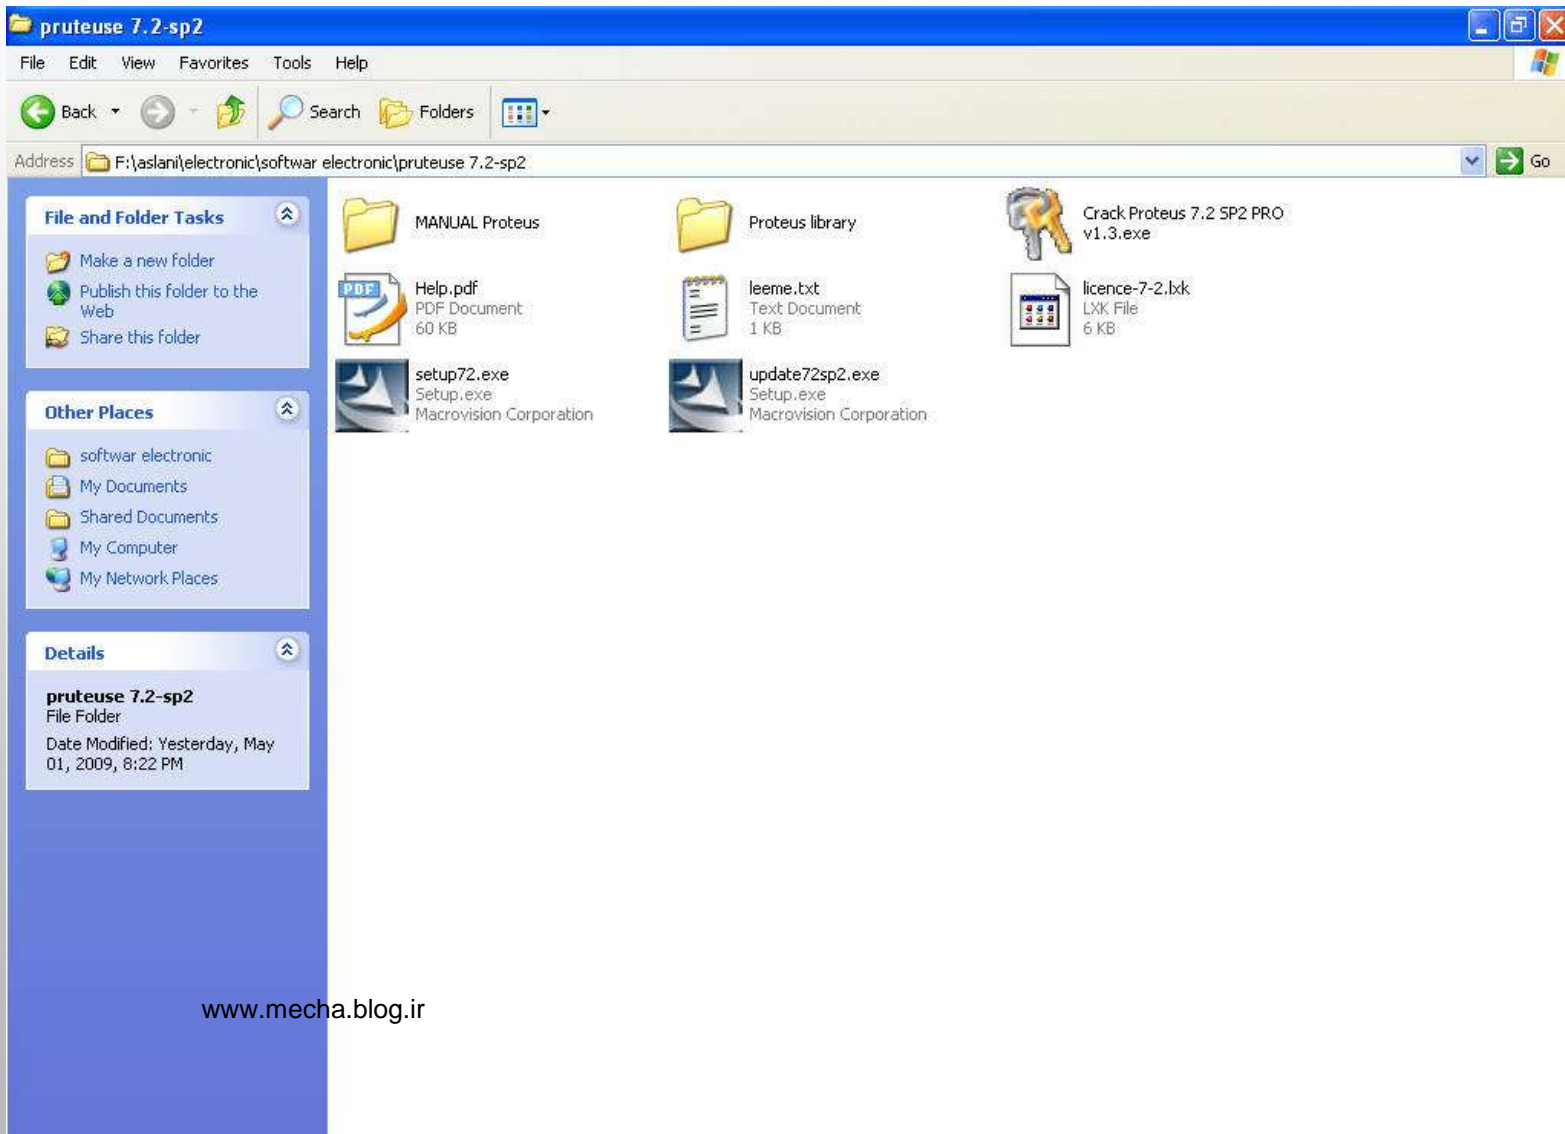 pruteuse 7.2-sp2
File Edit View Favorites Tools Help
Back Search Folders
Address F:\aslani\electronic\softwar electronic\pruteuse 7.2-sp2 Go
File and Folder Tasks
Make a new folder
Publish this folder to the
Web
Share this folder
Other Places
softwar electronic
My Documents
Shared Documents
My Computer
My Network Places
Details
pruteuse 7.2-sp2
File Folder
Date Modified: Yesterday, May
01, 2009, 8:22 PM
MANUAL Proteus
Proteus library
Crack Proteus 7.2 SP2 PRO
v1.3.exe
PDF
Help.pdf
PDF Document
60 KB
leeme.txt
Text Document
1 KB
licence-7-2.lxk
LXK File
6 KB
setup72.exe
Setup.exe
Macrovision Corporation
update72sp2.exe
Setup.exe
Macrovision Corporation
www.mecha.blog.ir